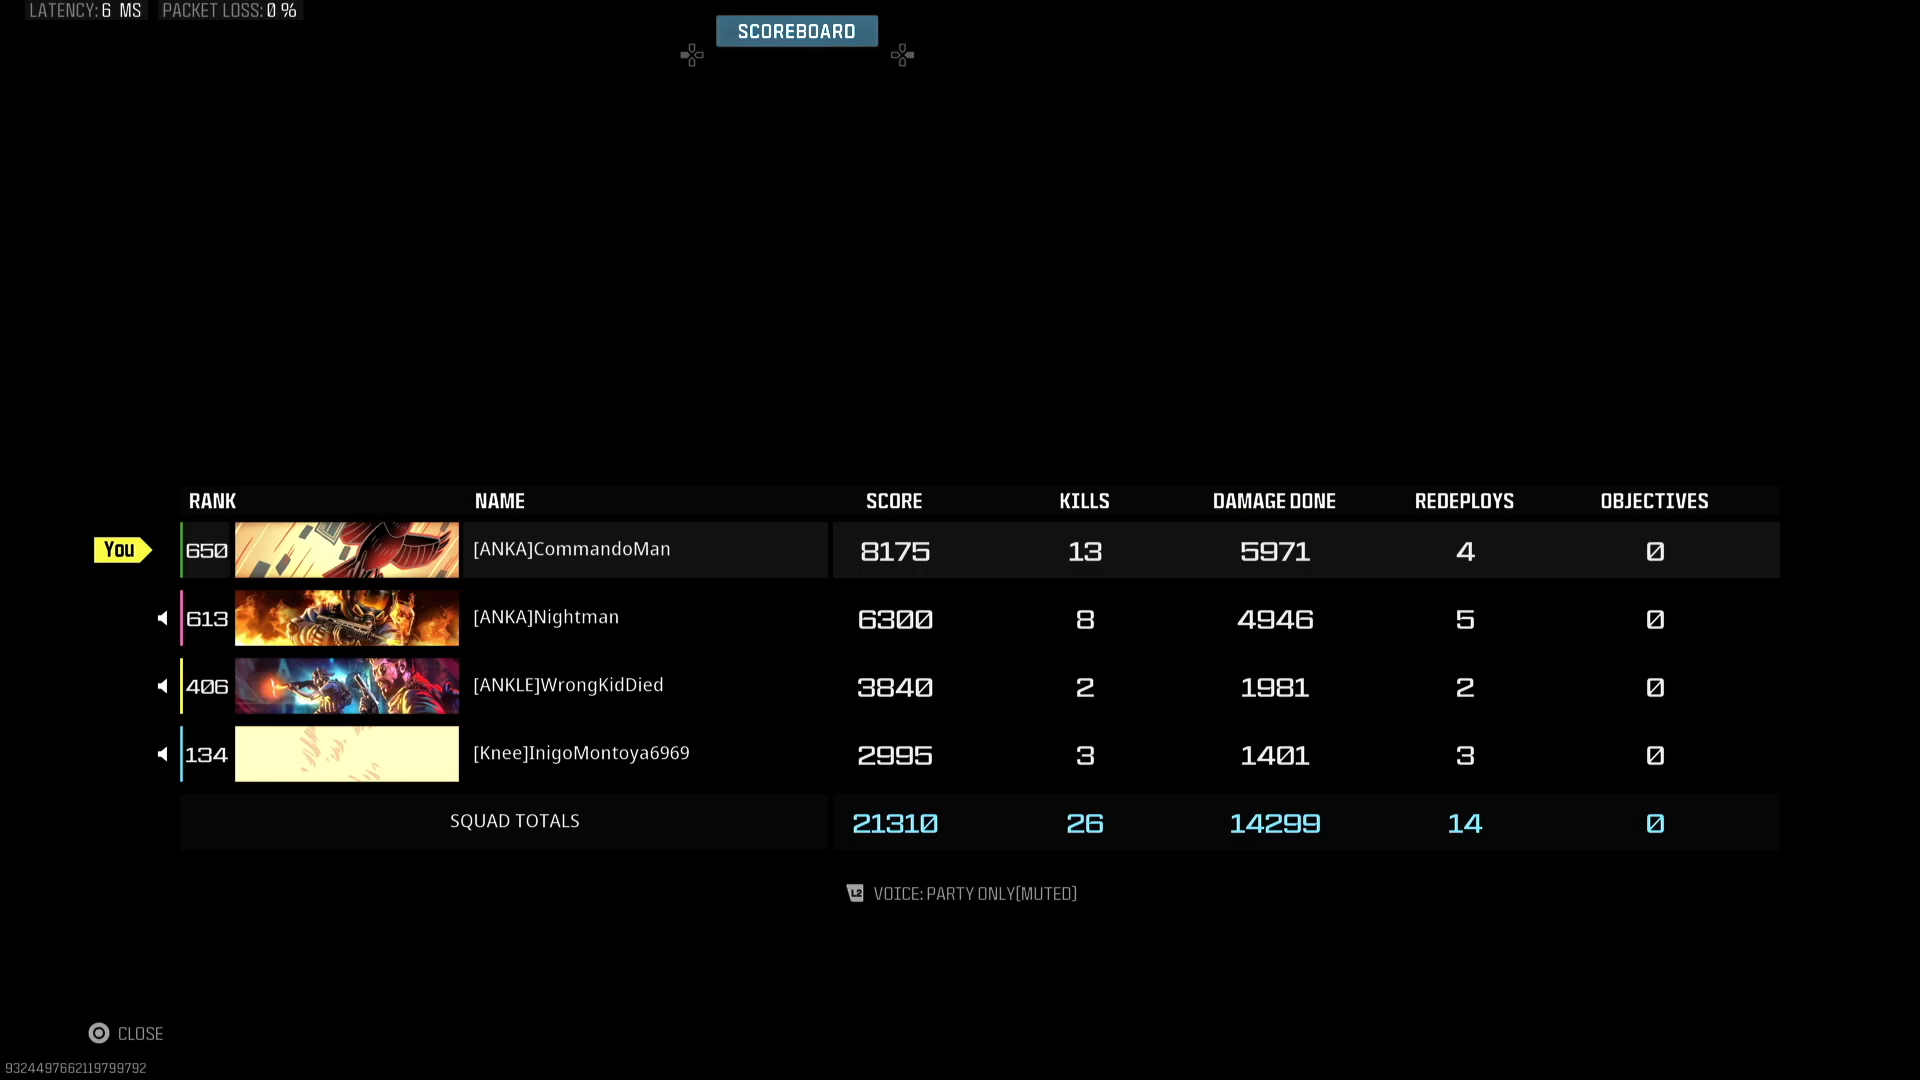 LATENCY: 6 MS PACKET LOSS: 0 %
SCOREBOARD
RANK NAME SCORE KILLS DAMAGE DONE REDEPLOYS OBJECTIVES
You 650 [ANKA]CommandoMan 8175 13 5971 4 0
613 [ANKA]Nightman 6300 8 4946 5 0
406 [ANKLE]WrongKidDied 3840 2 1981 2 0
134 [Knee]InigoMontoya6969 2995 3 1401 3 0
SQUAD TOTALS 21310 26 14299 14 0
L2 VOICE: PARTY ONLY(MUTED)
CLOSE
9324497662119799792